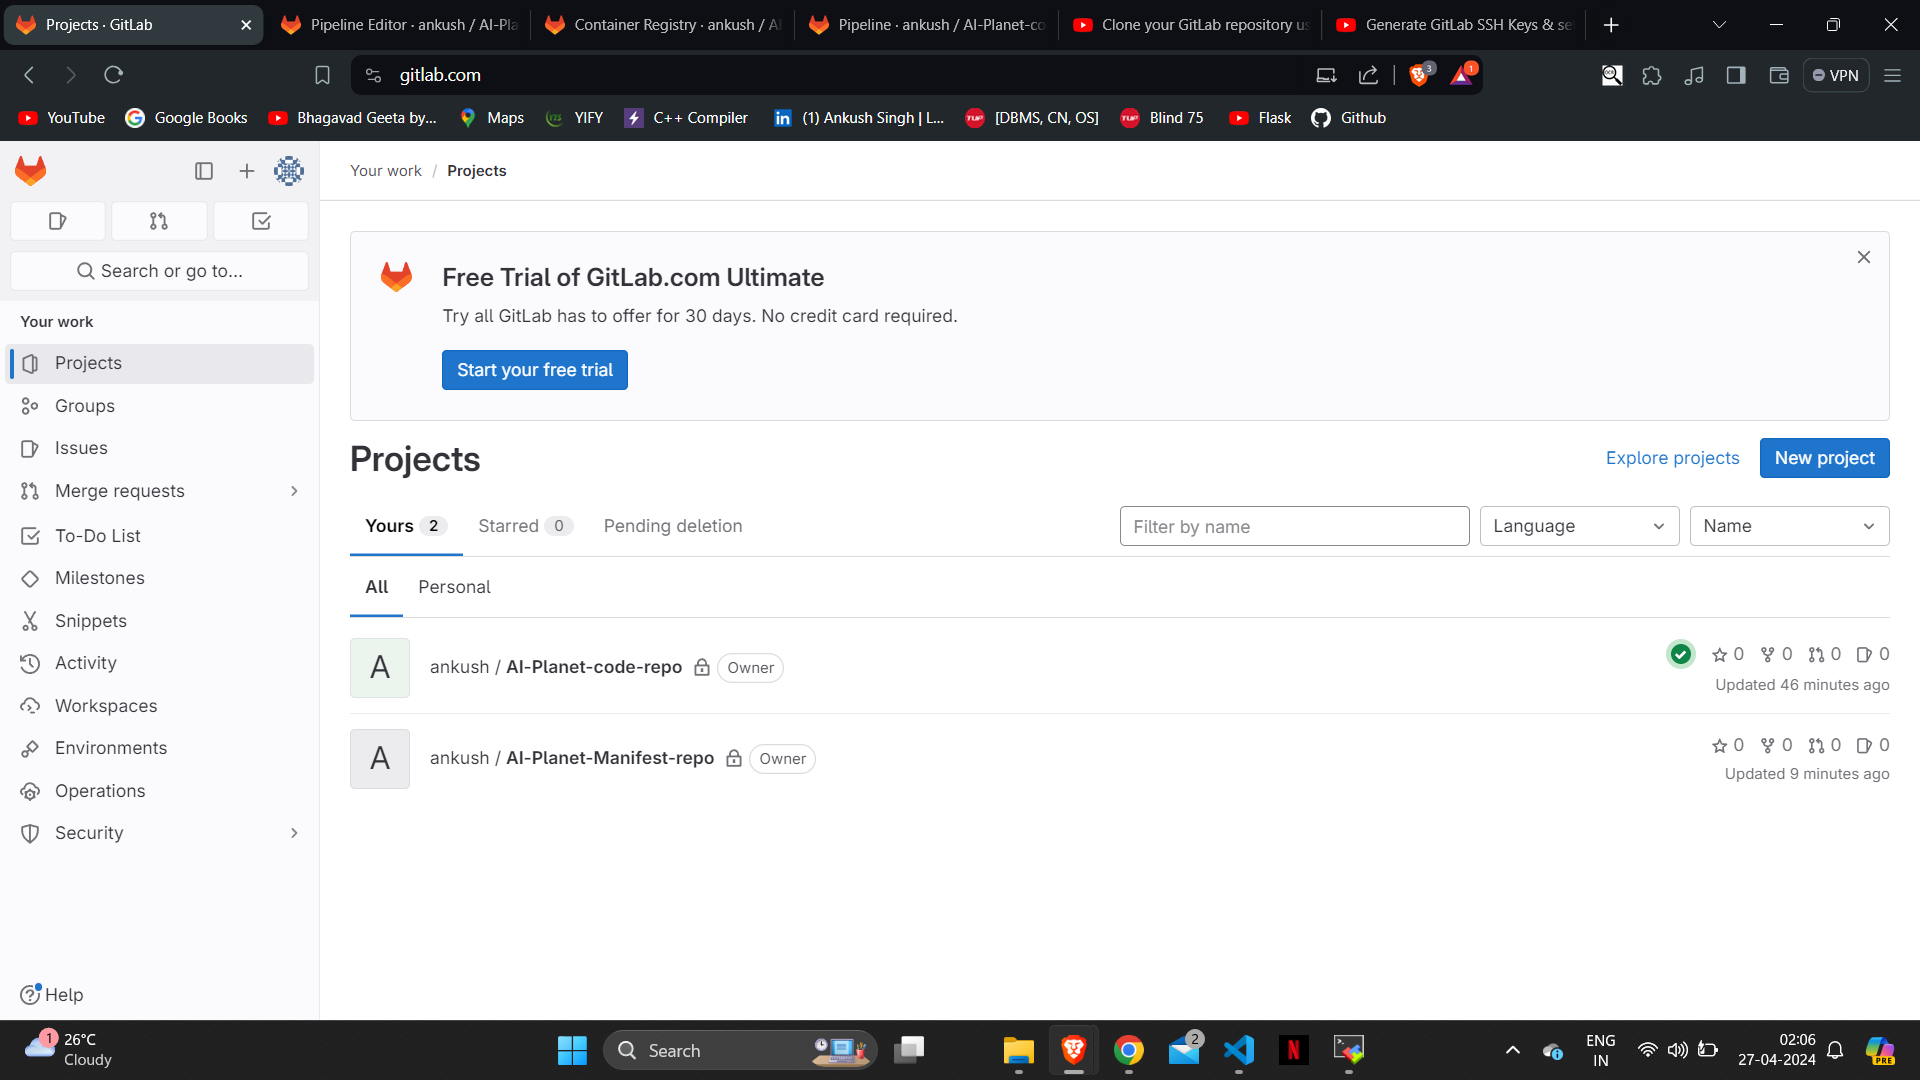 Projects · GitLab
Pipeline Editor · ankush / AI-Pla
Container Registry · ankush / AI
Pipeline · ankush / AI-Planet-co
Clone your GitLab repository us
Generate GitLab SSH Keys & se
gitlab.com
3
1
VPN
YouTube
Google Books
Bhagavad Geeta by...
Maps
YIFY
C++ Compiler
(1) Ankush Singh | L...
[DBMS, CN, OS]
Blind 75
Flask
Github
Your work / Projects
Search or go to...
Your work
Projects
Groups
Issues
Merge requests
To-Do List
Milestones
Snippets
Activity
Workspaces
Environments
Operations
Security
Help
Free Trial of GitLab.com Ultimate
Try all GitLab has to offer for 30 days. No credit card required.
Start your free trial
Projects
Explore projects
New project
Yours 2
Starred 0
Pending deletion
Filter by name
Language
Name
All
Personal
A
ankush / AI-Planet-code-repo
Owner
0 0 0 0
Updated 46 minutes ago
A
ankush / AI-Planet-Manifest-repo
Owner
0 0 0 0
Updated 9 minutes ago
1
26°C
Cloudy
Search
2
N
ENG
IN
02:06
27-04-2024
PRE